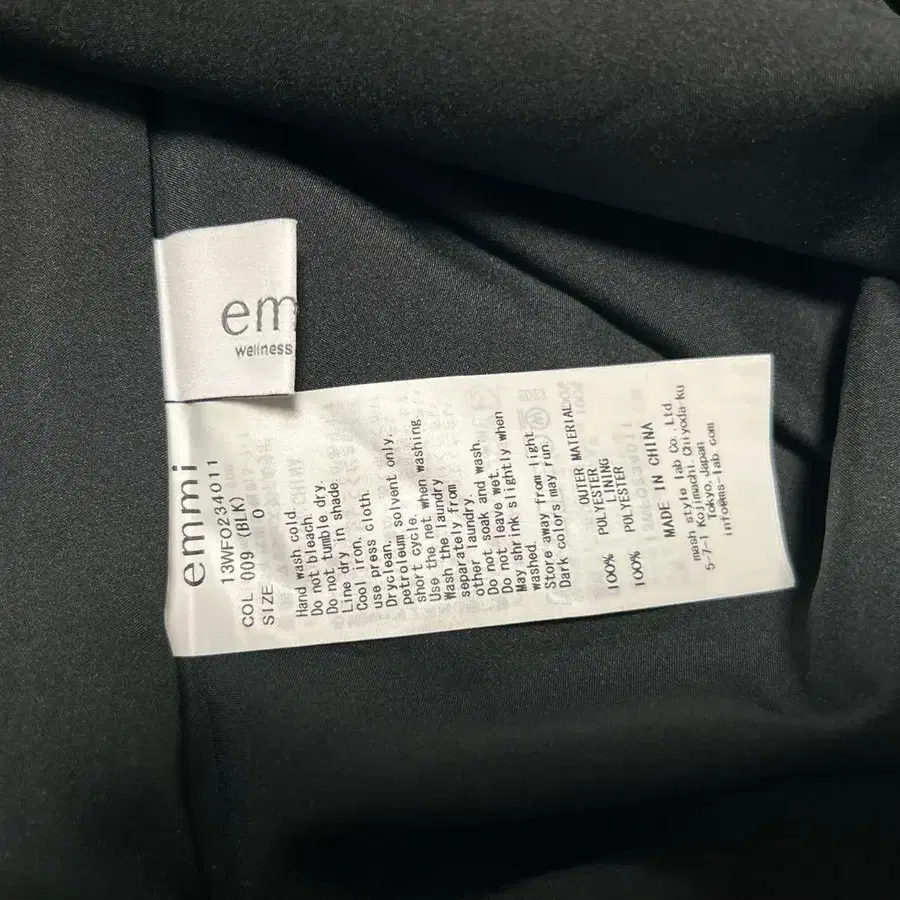 em
wellness
emmi
13WFO234011
COL 009 (BLK)
SIZE 0
Hand wash cold.
Do not bleach.
Do not tumble dry.
Line dry in shade.
Cool iron.
use press cloth.
Dryclean,
petroleum solvent only,
short cycle.
Use the net when washing.
Wash the laundry
separately from
other laundry.
Do not soak and wash.
Do not leave wet.
May shrink slightly when
washed.
Store away from light.
Dark colors may run.
OUTER MATERIAL
100% POLYESTER
LINING
100% POLYESTER
MADE IN CHINA
mash style lab Co., Ltd.
5-7-1 Kojimachi, Chiyoda-ku
Tokyo, Japan
info@ms-lab.com